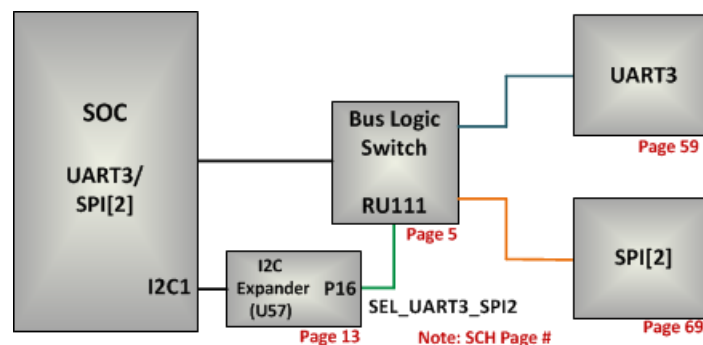 SOC
UART3/
SPI[2]
I2C1
Bus Logic
Switch
RU111
Page 5
UART3
Page 59
I2C
Expander
(U57)
P16
Page 13
SEL_UART3_SPI2
SPI[2]
Page 69
Note: SCH Page #